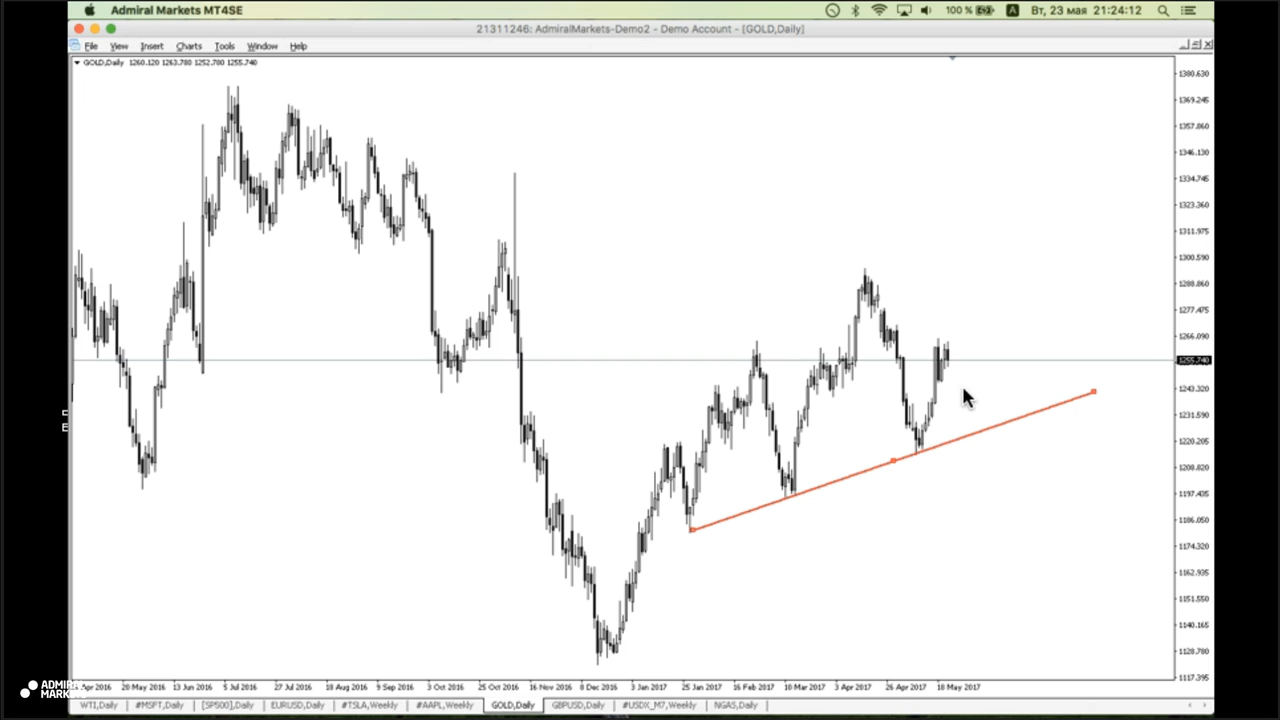 Admiral Markets MT4SE
100 %
A
Вт, 23 мая 21:24:12
21311246: AdmiralMarkets-Demo2 - Demo Account - [GOLD,Daily]
File View Insert Charts Tools Window Help
GOLD,Daily 1260.120 1263.780 1252.780 1255.740
1380.630
1369.245
1357.860
1346.130
1334.745
1323.360
1311.975
1300.590
1288.860
1277.475
1266.090
1255.740
1243.320
1231.590
1220.205
1208.820
1197.435
1186.050
1174.320
1162.935
1151.550
1140.165
1128.780
1117.395
Apr 2016 20 May 2016 13 Jun 2016 5 Jul 2016 27 Jul 2016 18 Aug 2016 9 Sep 2016 3 Oct 2016 25 Oct 2016 16 Nov 2016 8 Dec 2016 3 Jan 2017 25 Jan 2017 16 Feb 2017 10 Mar 2017 3 Apr 2017 26 Apr 2017 18 May 2017
ADMIRAL
MARKETS
WTI,Daily #MSFT,Daily [SP500],Daily EURUSD,Daily #TSLA,Weekly #AAPL,Weekly GOLD,Daily GBPUSD,Daily #USDX_M7,Weekly NGAS,Daily